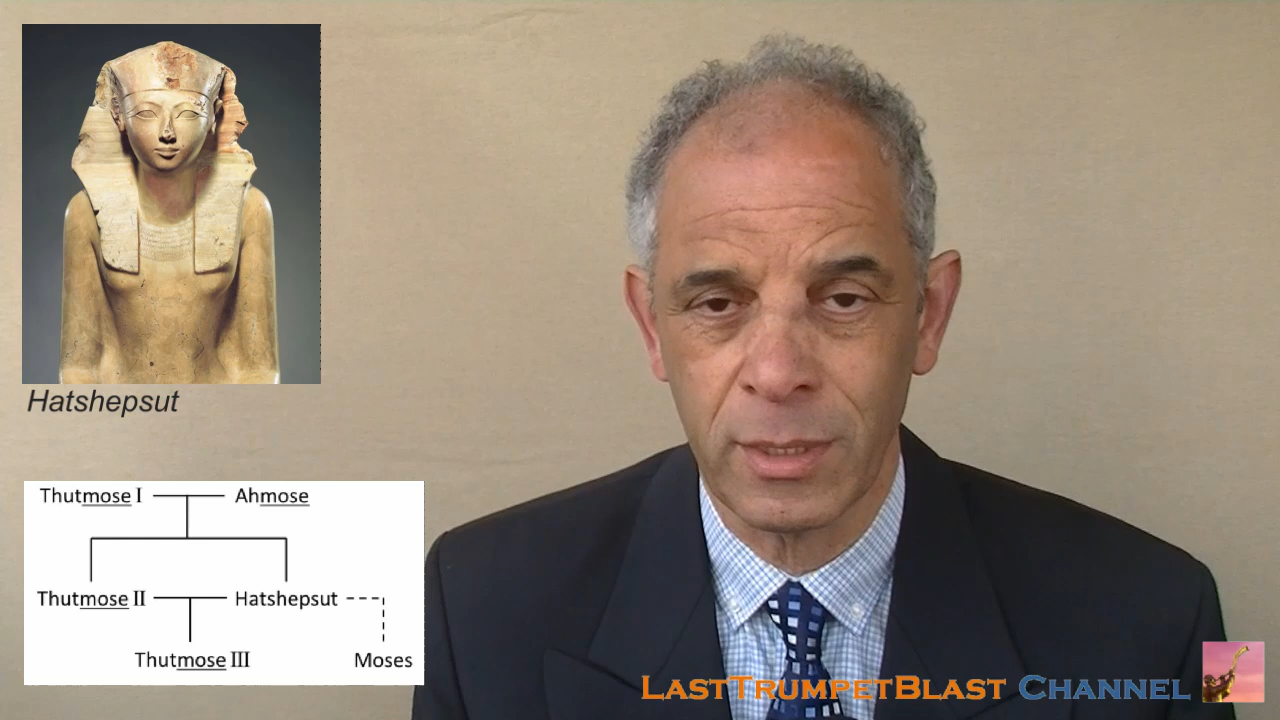 Hatshepsut
Thutmose I Ahmose
Thutmose II Hatshepsut
Thutmose III Moses
LastTrumpetBlast Channel